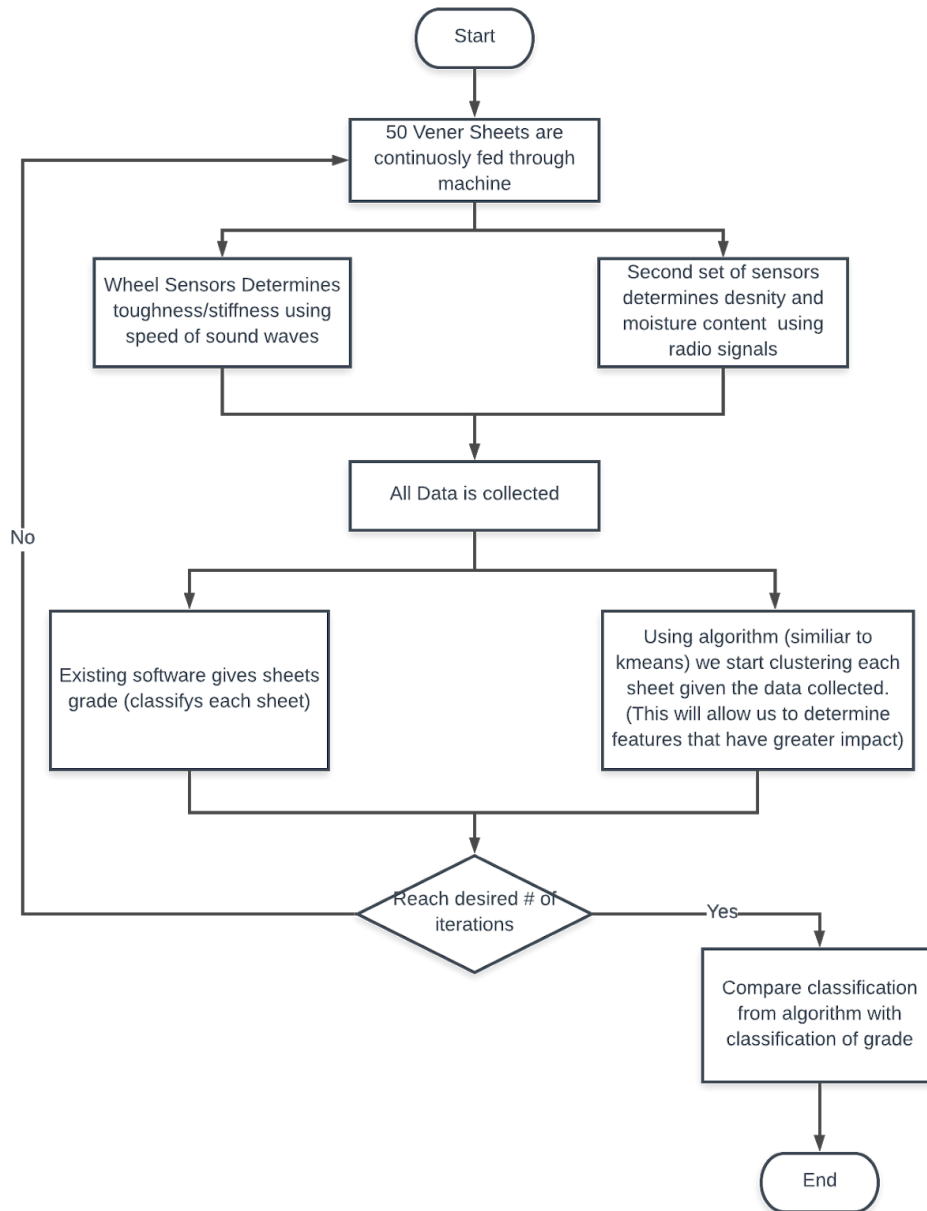 Start
50 Vener Sheets are
continuosly fed through
machine
Wheel Sensors Determines
toughness/stiffness using
speed of sound waves
Second set of sensors
determines desnity and
moisture content using
radio signals
All Data is collected
No
Existing software gives sheets
grade (classifys each sheet)
Using algorithm (similiar to
kmeans) we start clustering each
sheet given the data collected.
(This will allow us to determine
features that have greater impact)
Reach desired # of
iterations
Yes
Compare classification
from algorithm with
classification of grade
End